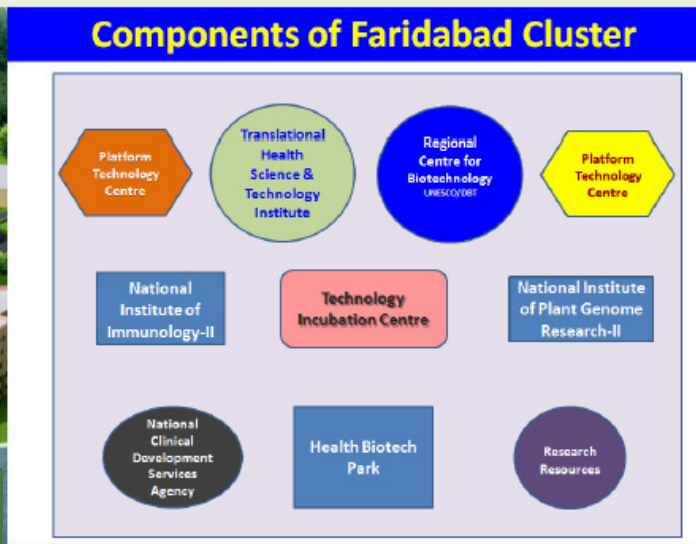 Components of Faridabad Cluster
Platform
Technology
Centre
Translational
Health
Science &
Technology
Institute
Regional
Centre for
Biotechnology
UNESCO/DBT
Platform
Technology
Centre
National
Institute of
Immunology-II
Technology
Incubation Centre
National Institute
of Plant Genome
Research-II
National
Clinical
Development
Services
Agency
Health Biotech
Park
Research
Resources